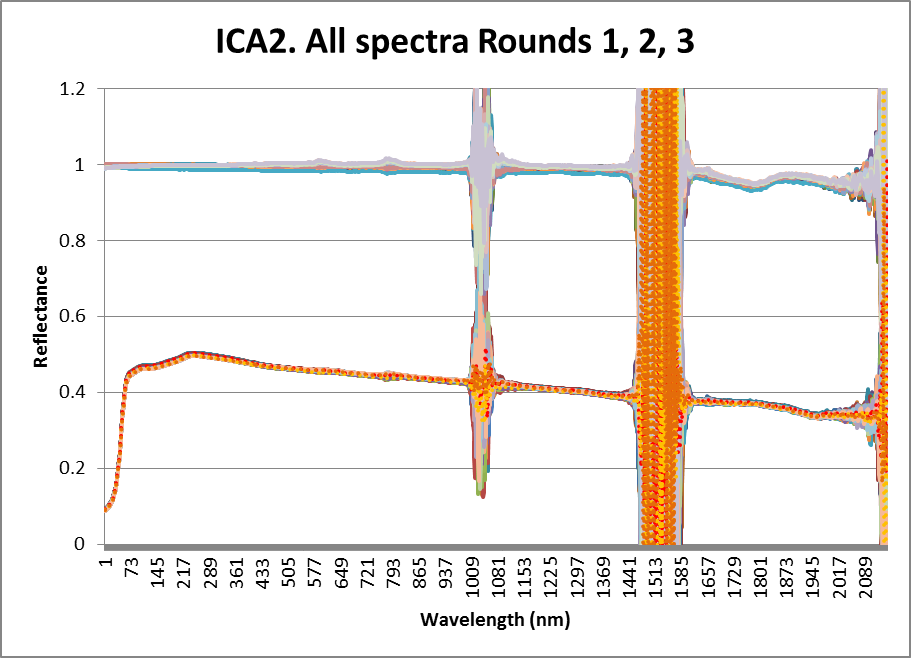 ICA2. All spectra Rounds 1, 2, 3
1.2
1
0.8
0.6
0.4
0.2
0
Reflectance
1 73 145 217 289 361 433 505 577 649 721 793 865 937 1009 1081 1153 1225 1297 1369 1441 1513 1585 1657 1729 1801 1873 1945 2017 2089
Wavelength (nm)